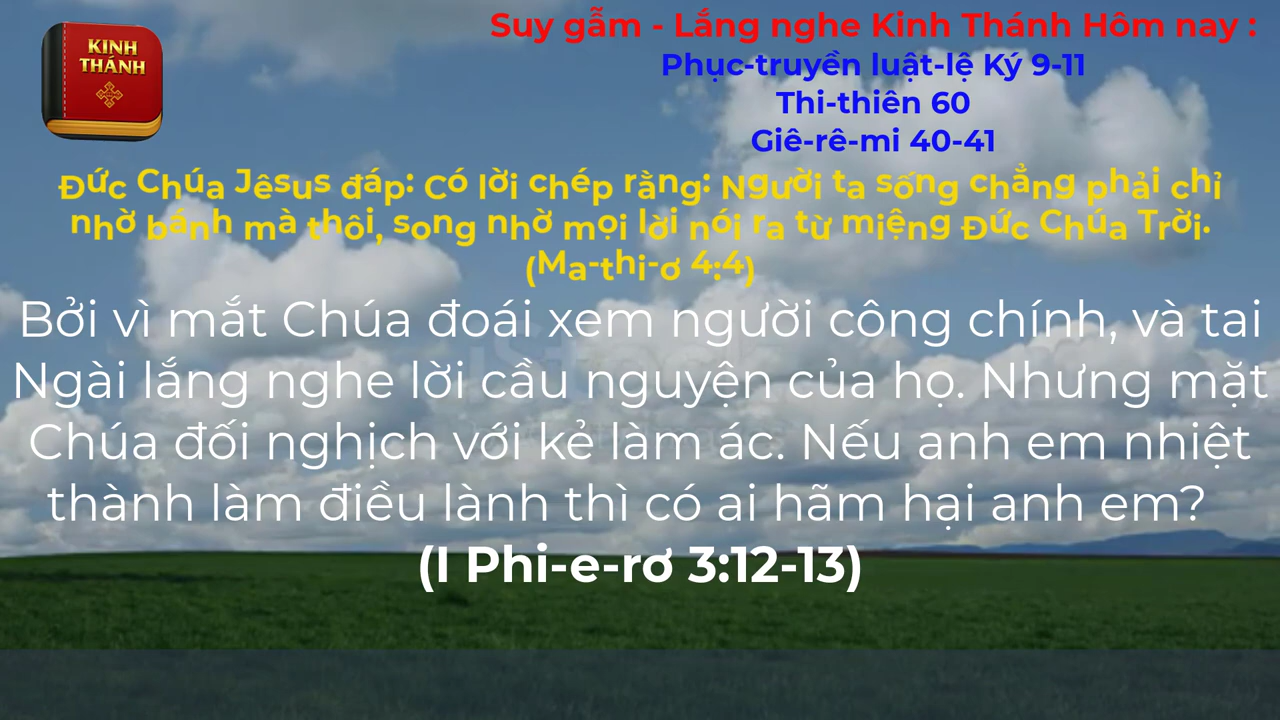 KINH
THÁNH
Suy gẫm - Lắng nghe Kinh Thánh Hôm nay :
Phục-truyền luật-lệ Ký 9-11
Thi-thiên 60
Giê-rê-mi 40-41
Đức Chúa Jêsus đáp: Có lời chép rằng: Người ta sống chẳng phải chỉ
nhờ bánh mà thôi, song nhờ mọi lời nói ra từ miệng Đức Chúa Trời.
(Ma-thi-ơ 4:4)
Bởi vì mắt Chúa đoái xem người công chính, và tai
Ngài lắng nghe lời cầu nguyện của họ. Nhưng mặt
Chúa đối nghịch với kẻ làm ác. Nếu anh em nhiệt
thành làm điều lành thì có ai hãm hại anh em?
(I Phi-e-rơ 3:12-13)